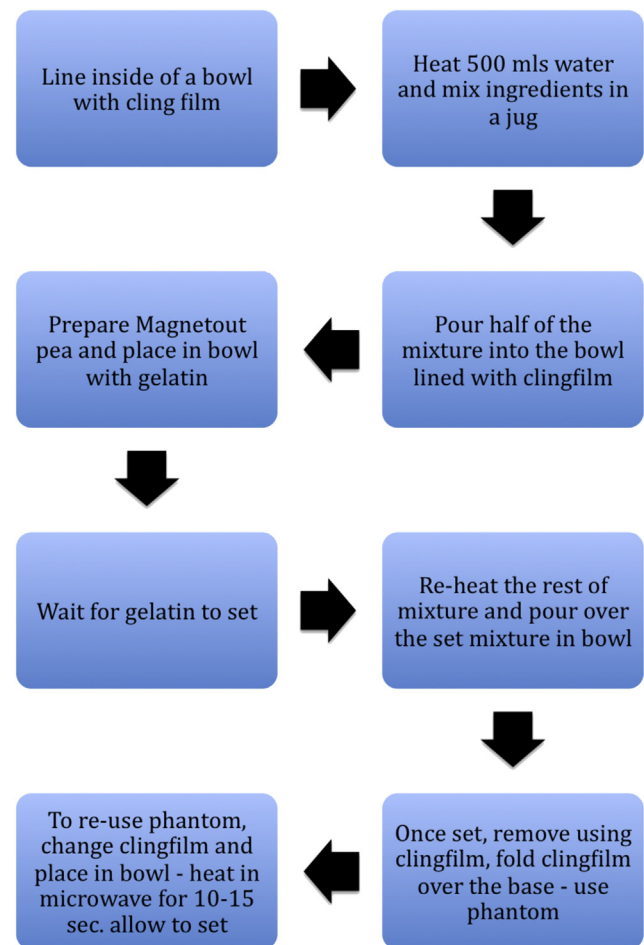 Line inside of a bowl
with cling film
Heat 500 mls water
and mix ingredients in
a jug
Pour half of the
mixture into the bowl
lined with clingfilm
Prepare Magnetout
pea and place in bowl
with gelatin
Wait for gelatin to set
Re-heat the rest of
mixture and pour over
the set mixture in bowl
Once set, remove using
clingfilm, fold clingfilm
over the base - use
phantom
To re-use phantom,
change clingfilm and
place in bowl - heat in
microwave for 10-15
sec. allow to set